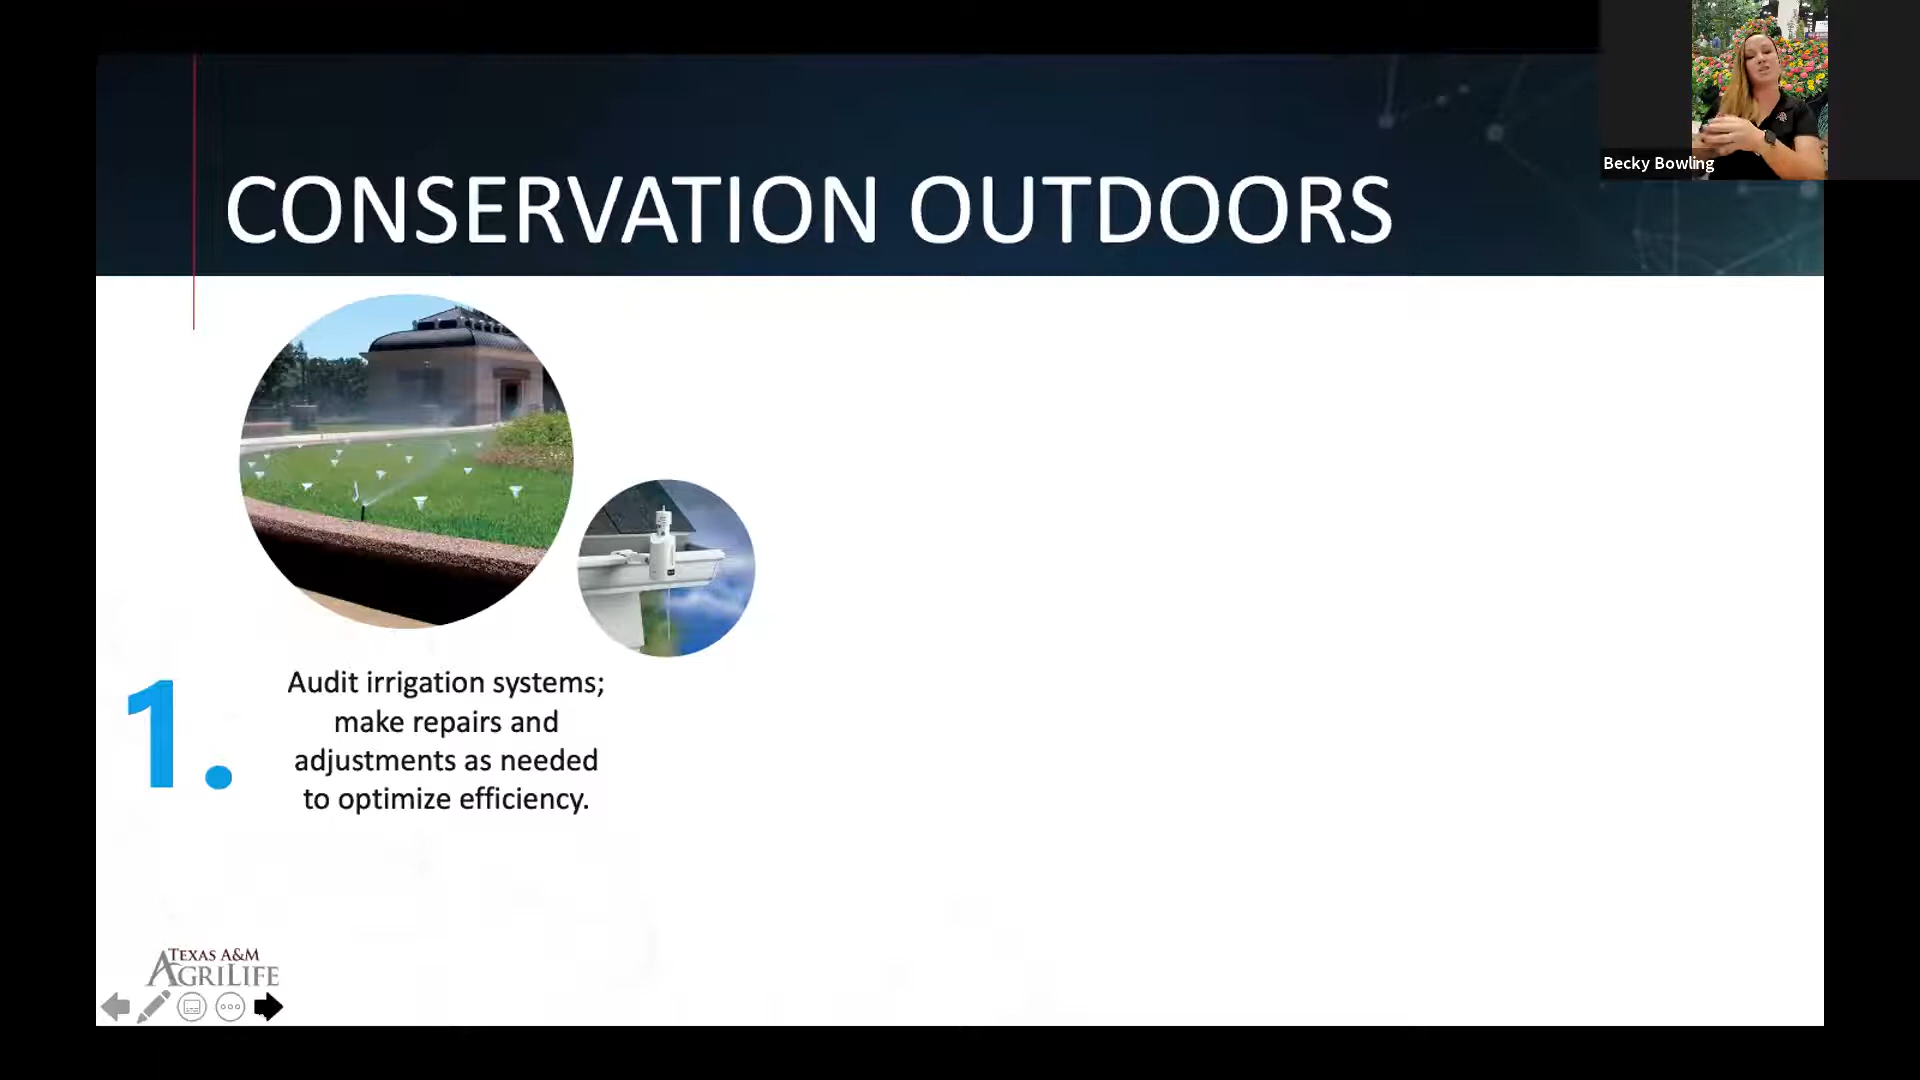 CONSERVATION OUTDOORS
Becky Bowling
1.
Audit irrigation systems;
make repairs and
adjustments as needed
to optimize efficiency.
TEXAS A&M
AGRILIFE